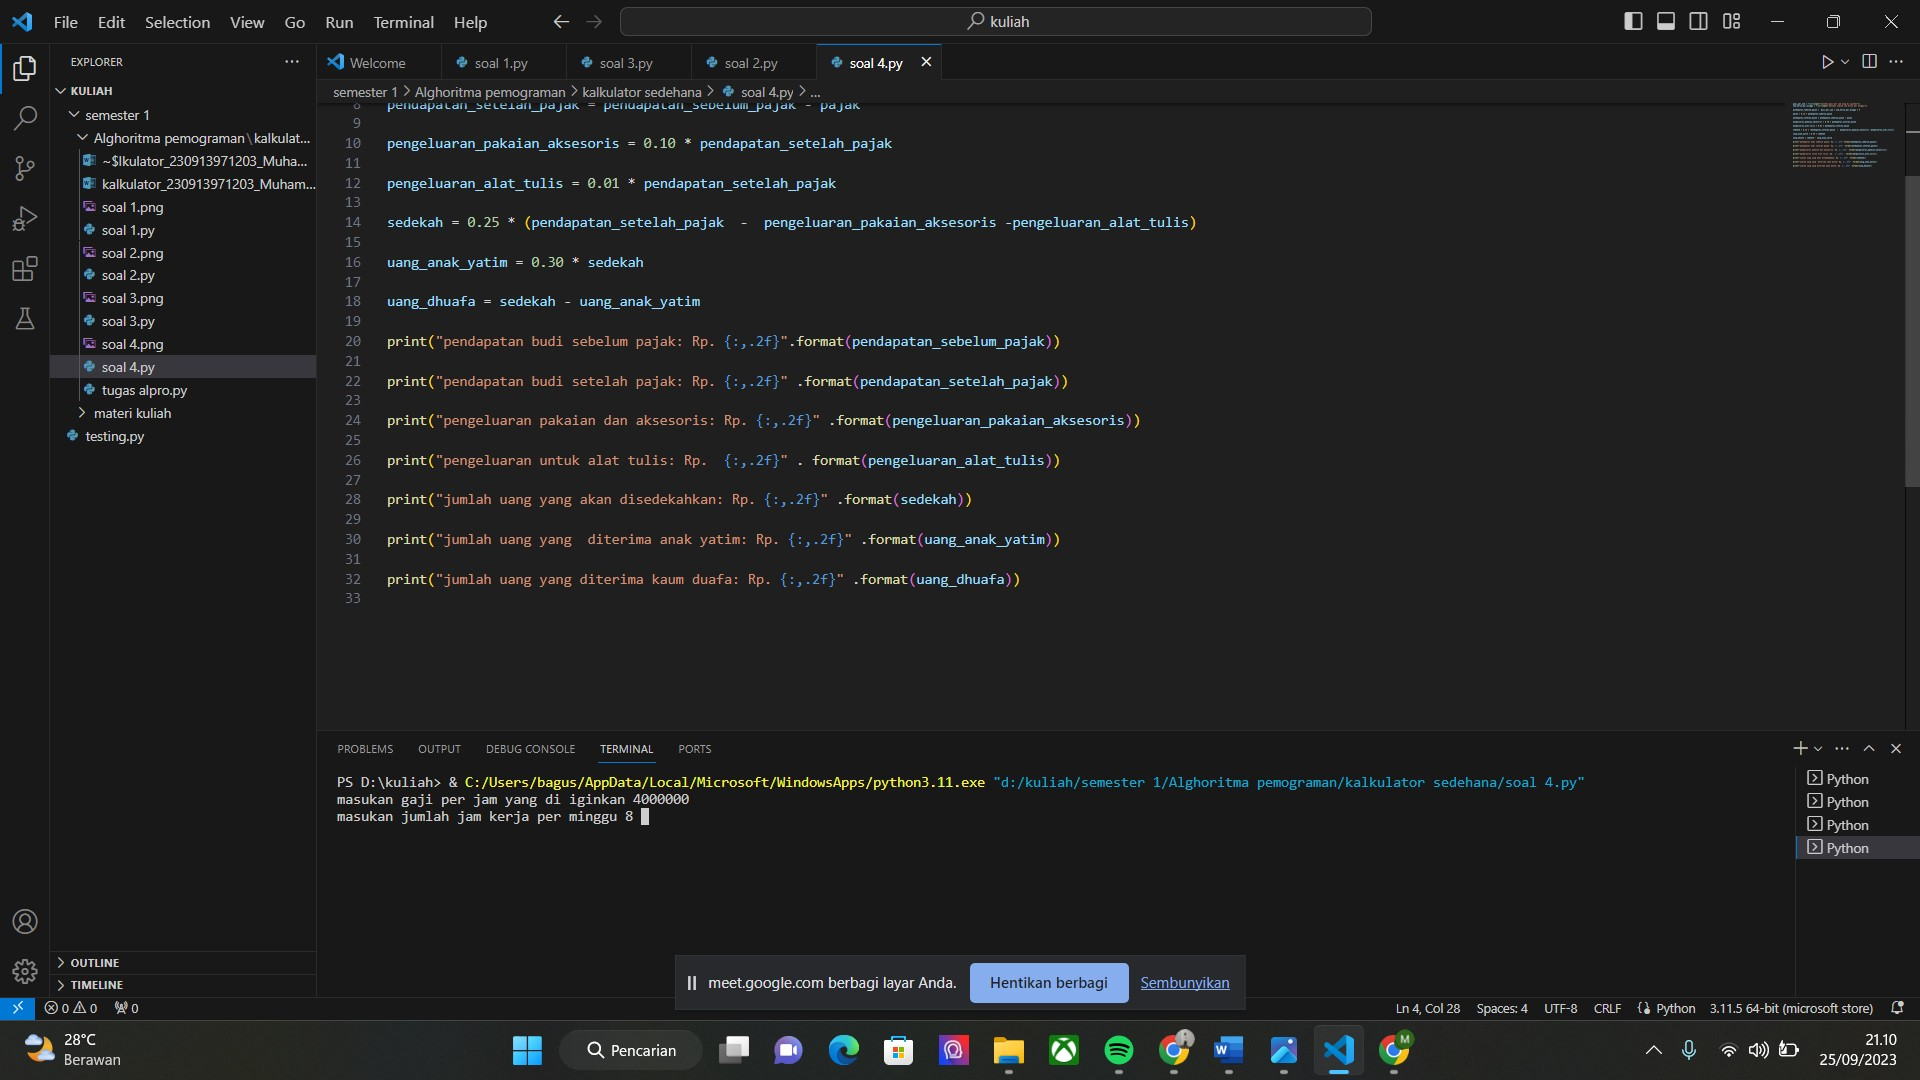 File Edit Selection View Go Run Terminal Help
kuliah
EXPLORER
Welcome
soal 1.py
soal 3.py
soal 2.py
soal 4.py
KULIAH
semester 1
Alghoritma pemograman\kalkulat...
~$lkulator_230913971203_Muha...
kalkulator_230913971203_Muham...
soal 1.png
soal 1.py
soal 2.png
soal 2.py
soal 3.png
soal 3.py
soal 4.png
soal 4.py
tugas alpro.py
materi kuliah
testing.py
OUTLINE
TIMELINE
semester 1 > Alghoritma pemograman > kalkulator sedehana > soal 4.py > ...
8 pendapatan_setelah_pajak = pendapatan_sebelum_pajak - pajak
9
10 pengeluaran_pakaian_aksesoris = 0.10 * pendapatan_setelah_pajak
11
12 pengeluaran_alat_tulis = 0.01 * pendapatan_setelah_pajak
13
14 sedekah = 0.25 * (pendapatan_setelah_pajak  -  pengeluaran_pakaian_aksesoris -pengeluaran_alat_tulis)
15
16 uang_anak_yatim = 0.30 * sedekah
17
18 uang_dhuafa = sedekah - uang_anak_yatim
19
20 print("pendapatan budi sebelum pajak: Rp. {:,.2f}".format(pendapatan_sebelum_pajak))
21
22 print("pendapatan budi setelah pajak: Rp. {:,.2f}" .format(pendapatan_setelah_pajak))
23
24 print("pengeluaran pakaian dan aksesoris: Rp. {:,.2f}" .format(pengeluaran_pakaian_aksesoris))
25
26 print("pengeluaran untuk alat tulis: Rp.  {:,.2f}" . format(pengeluaran_alat_tulis))
27
28 print("jumlah uang yang akan disedekahkan: Rp. {:,.2f}" .format(sedekah))
29
30 print("jumlah uang yang  diterima anak yatim: Rp. {:,.2f}" .format(uang_anak_yatim))
31
32 print("jumlah uang yang diterima kaum duafa: Rp. {:,.2f}" .format(uang_dhuafa))
33
PROBLEMS OUTPUT DEBUG CONSOLE TERMINAL PORTS
PS D:\kuliah> & C:/Users/bagus/AppData/Local/Microsoft/WindowsApps/python3.11.exe "d:/kuliah/semester 1/Alghoritma pemograman/kalkulator sedehana/soal 4.py"
masukan gaji per jam yang di iginkan 4000000
masukan jumlah jam kerja per minggu 8
Python
Python
Python
Python
meet.google.com berbagi layar Anda.
Hentikan berbagi
Sembunyikan
0 0 0
Ln 4, Col 28 Spaces: 4 UTF-8 CRLF Python 3.11.5 64-bit (microsoft store)
28°C
Berawan
Pencarian
M
21.10
25/09/2023